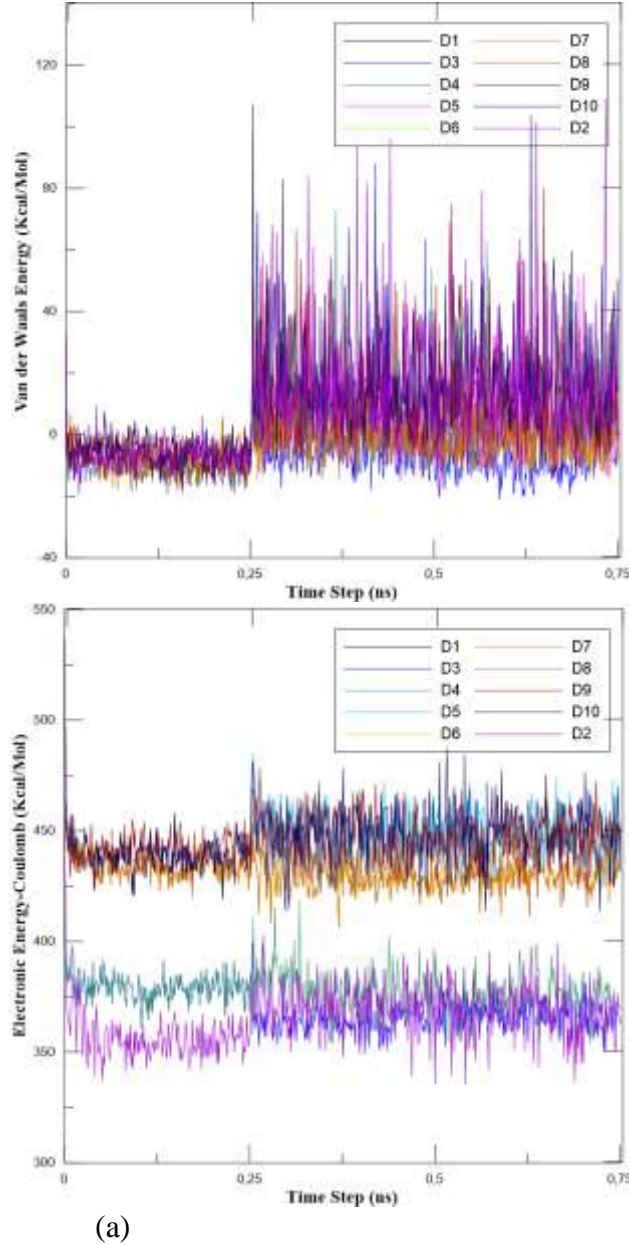 Van der Waals Energy (Kcal/Mol)
120
80
40
0
-40
D1 D7
D3 D8
D4 D9
D5 D10
D6 D2
0 0,25 0,5 0,75
Time Step (ns)
Electronic Energy-Coulomb (Kcal/Mol)
550
500
450
400
350
300
D1 D7
D3 D8
D4 D9
D5 D10
D6 D2
0 0,25 0,5 0,75
Time Step (ns)
(a)